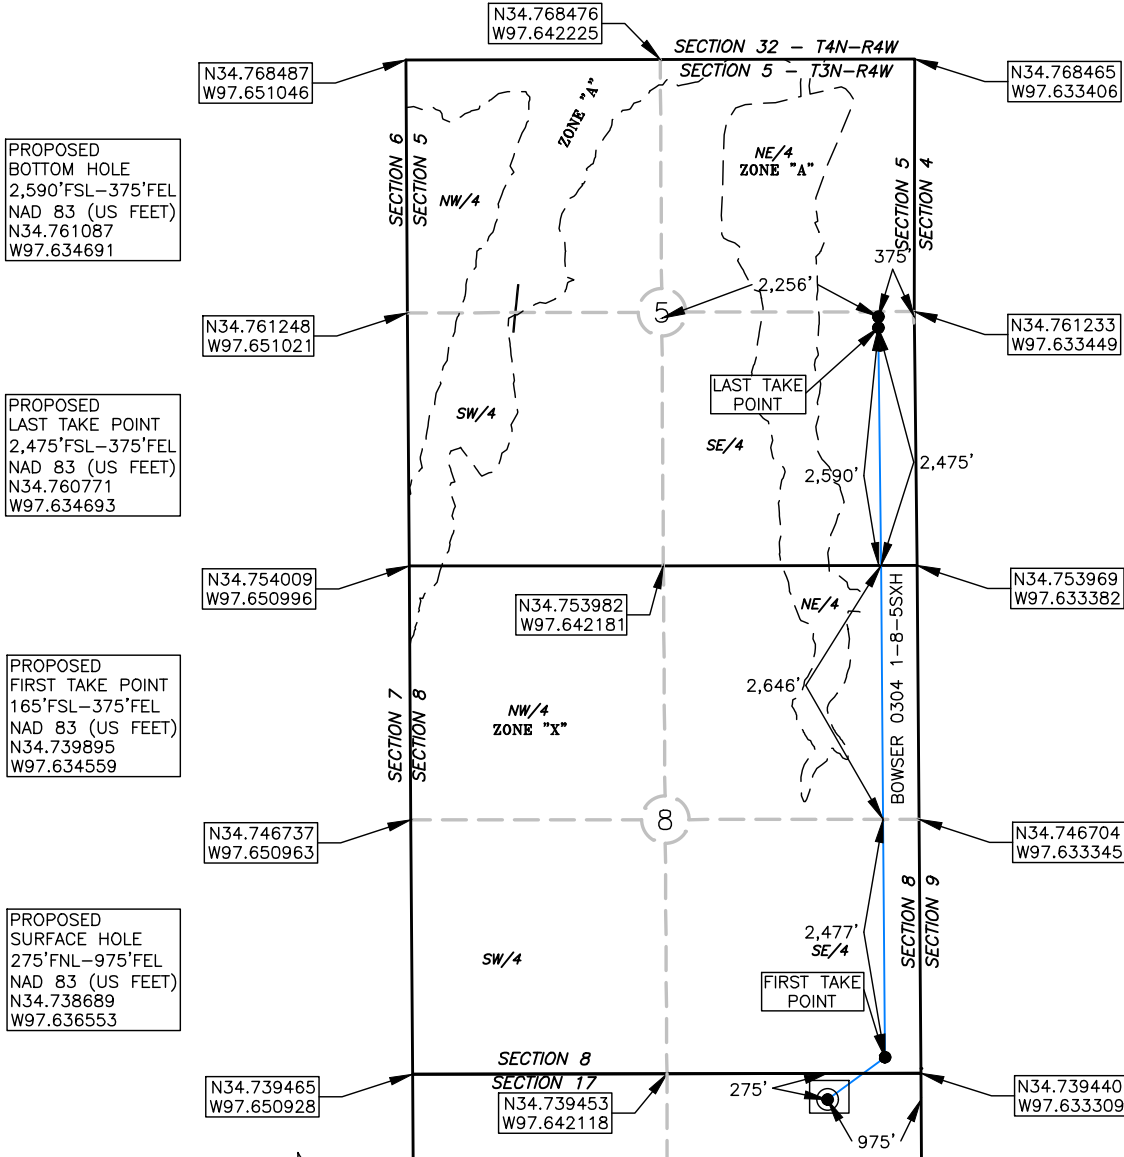 N34.768476
W97.642225
SECTION 32 – T4N–R4W
SECTION 5 – T3N–R4W
N34.768487
W97.651046
N34.768465
W97.633406
ZONE "A"
PROPOSED
BOTTOM HOLE
2,590'FSL–375'FEL
NAD 83 (US FEET)
N34.761087
W97.634691
SECTION 6
SECTION 5
NW/4
NE/4
ZONE "A"
SECTION 5
SECTION 4
375'
2,256'
5
N34.761248
W97.651021
N34.761233
W97.633449
PROPOSED
LAST TAKE POINT
2,475'FSL–375'FEL
NAD 83 (US FEET)
N34.760771
W97.634693
LAST TAKE
POINT
SW/4
SE/4
2,590'
2,475'
N34.754009
W97.650996
N34.753982
W97.642181
N34.753969
W97.633382
NE/4
BOWSER 0304 1–8–5SXH
PROPOSED
FIRST TAKE POINT
165'FSL–375'FEL
NAD 83 (US FEET)
N34.739895
W97.634559
SECTION 7
SECTION 8
NW/4
ZONE "X"
2,646'
8
N34.746737
W97.650963
N34.746704
W97.633345
PROPOSED
SURFACE HOLE
275'FNL–975'FEL
NAD 83 (US FEET)
N34.738689
W97.636553
SW/4
2,477'
SE/4
SECTION 8
SECTION 9
FIRST TAKE
POINT
SECTION 8
SECTION 17
N34.739465
W97.650928
N34.739453
W97.642118
275'
N34.739440
W97.633309
975'